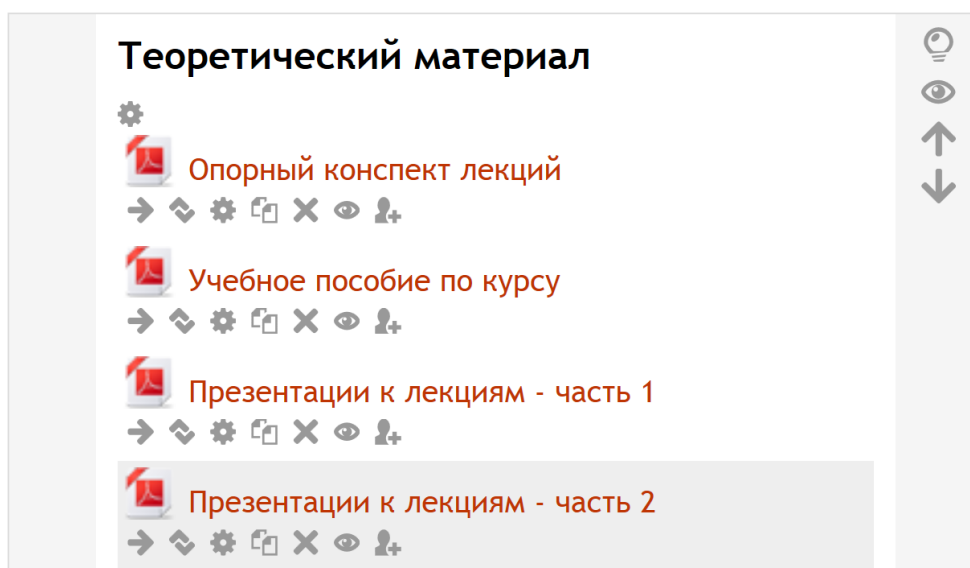 Теоретический материал
Опорный конспект лекций
Учебное пособие по курсу
Презентации к лекциям - часть 1
Презентации к лекциям - часть 2